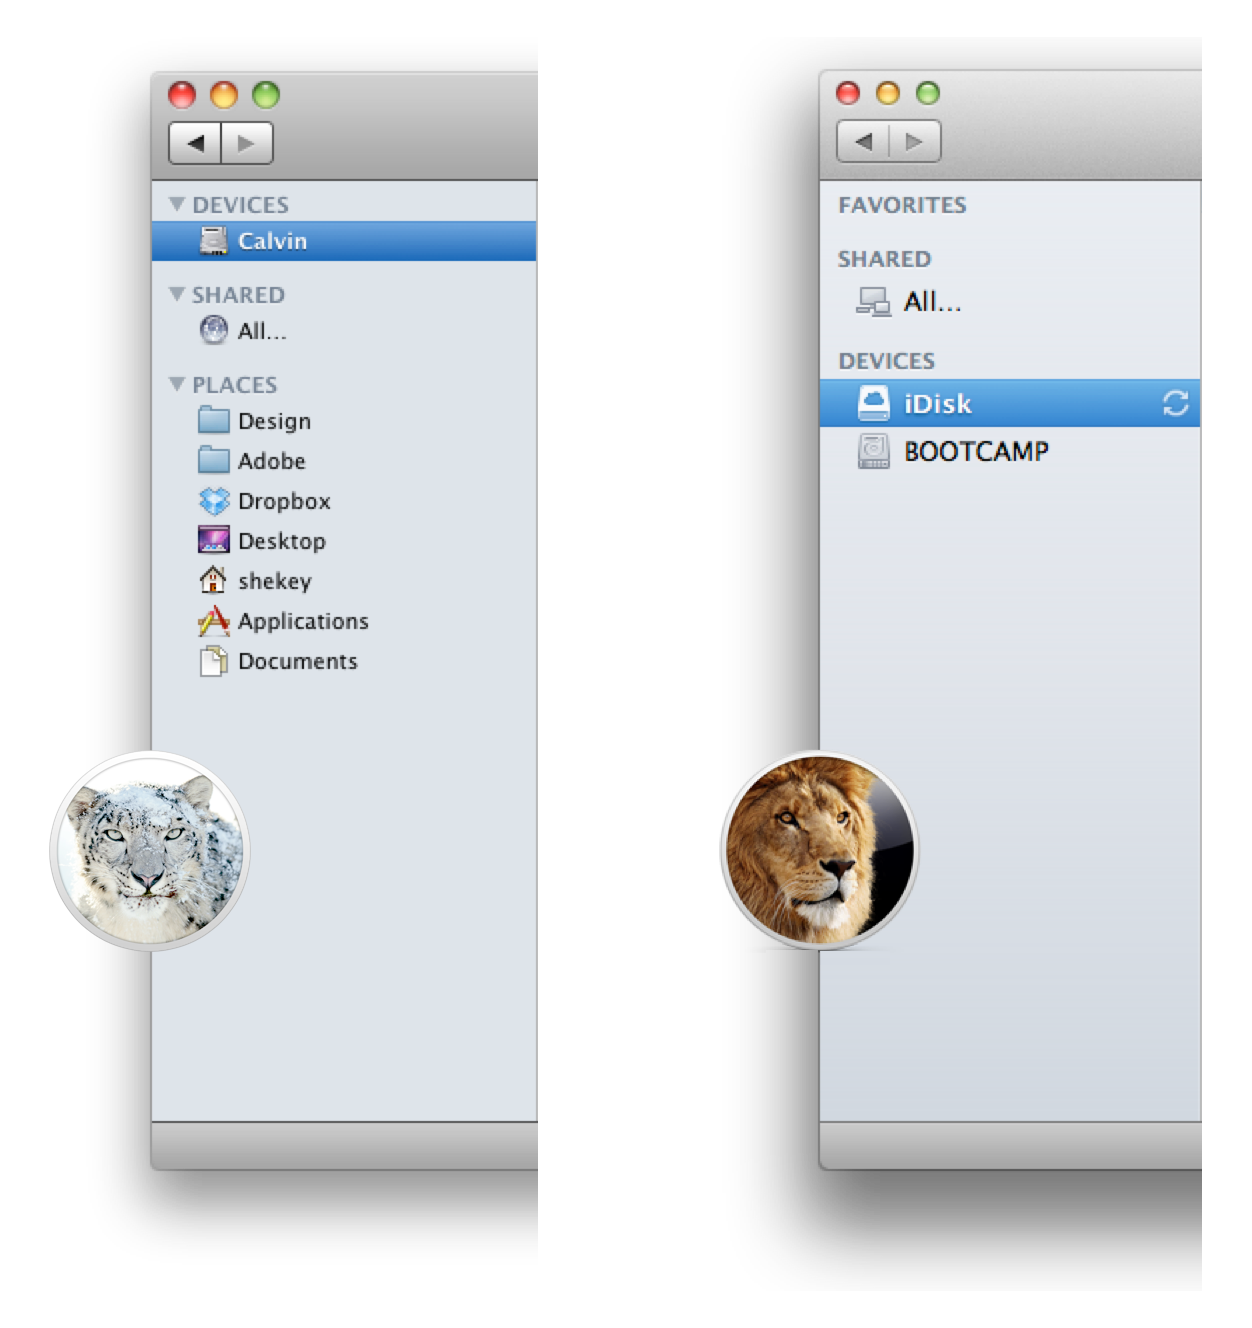 DEVICES
Calvin
SHARED
All...
PLACES
Design
Adobe
Dropbox
Desktop
shekey
Applications
Documents
FAVORITES
SHARED
All...
DEVICES
iDisk
BOOTCAMP